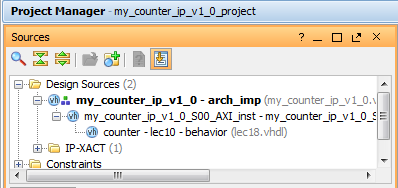 Project Manager - my_counter_ip_v1_0_project
Sources
Design Sources (2)
my_counter_ip_v1_0 - arch_imp (my_counter_ip_v1_0.v
my_counter_ip_v1_0_S00_AXI_inst - my_counter_ip_v1_0_S
counter - lec10 - behavior (lec18.vhdl)
IP-XACT (1)
Constraints